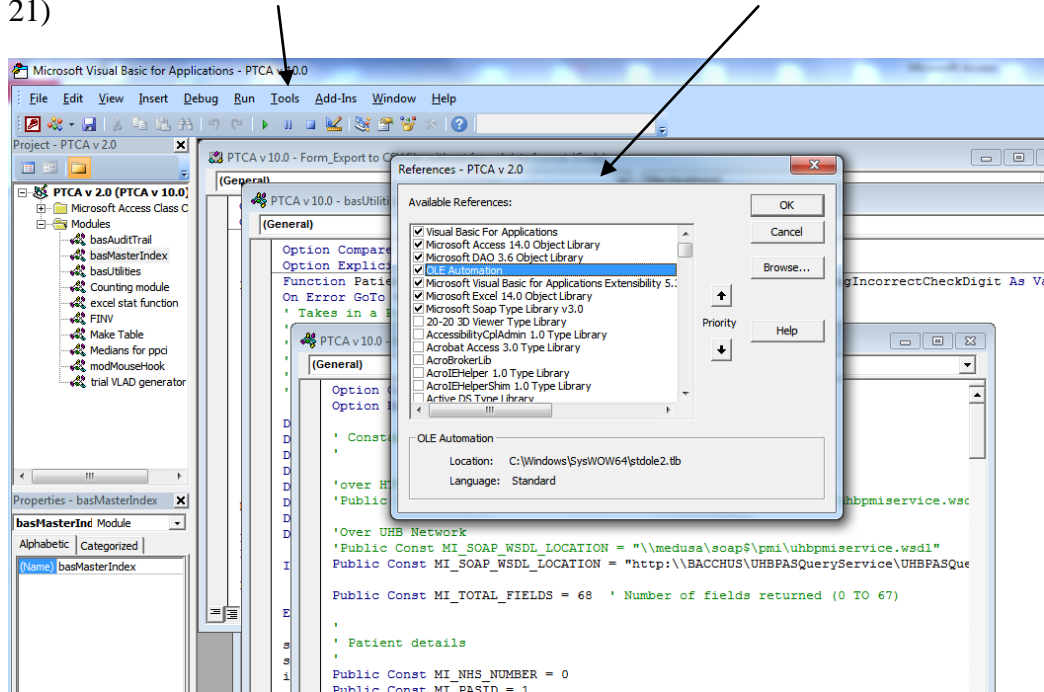 21)
Microsoft Visual Basic for Applications - PTCA v 10.0
File Edit View Insert Debug Run Tools Add-Ins Window Help
Project - PTCA v 2.0
PTCA v 2.0 (PTCA v 10.0)
Microsoft Access Class O
Modules
basAuditTrail
basMasterIndex
basUtilities
Counting module
excel stat function
FINV
Make Table
Medians for ppci
modMouseHook
trial VLAD generator
Properties - basMasterIndex
basMasterInd Module
Alphabetic Categorized
(Name) basMasterIndex
PTCA v 10.0 - Form_Export to
(General)
PTCA v 10.0 - basUtiliti
(General)
Option Compare
Option Explici
Function Patie
gIncorrectCheckDigit As Va
On Error GoTo
' Takes in a
PTCA v 10.0 -
(General)
Option
Option
' Consta
'over H
'Public
hbpmiservice.wsd
'Over UHB Network
'Public Const MI_SOAP_WSDL_LOCATION = "\\medusa\soap$\pmi\uhbpmiservice.wsdl"
Public Const MI_SOAP_WSDL_LOCATION = "http:\\BACCHUS\UHBPASQueryService\UHBPASQue
Public Const MI_TOTAL_FIELDS = 68 ' Number of fields returned (0 TO 67)
'
' Patient details
'
Public Const MI_NHS_NUMBER = 0
Public Const MI_PASID = 1
References - PTCA v 2.0
Available References:
Visual Basic For Applications
Microsoft Access 14.0 Object Library
Microsoft DAO 3.6 Object Library
OLE Automation
Microsoft Visual Basic for Applications Extensibility 5.
Microsoft Excel 14.0 Object Library
Microsoft Soap Type Library v3.0
20-20 3D Viewer Type Library
AccessibilityCplAdmin 1.0 Type Library
Acrobat Access 3.0 Type Library
AcroBrokerLib
AcroIEHelper 1.0 Type Library
AcroIEHelperShim 1.0 Type Library
Active DS Type Library
OK
Cancel
Browse...
Priority
Help
OLE Automation
Location: C:\Windows\SysWOW64\stdole2.tlb
Language: Standard